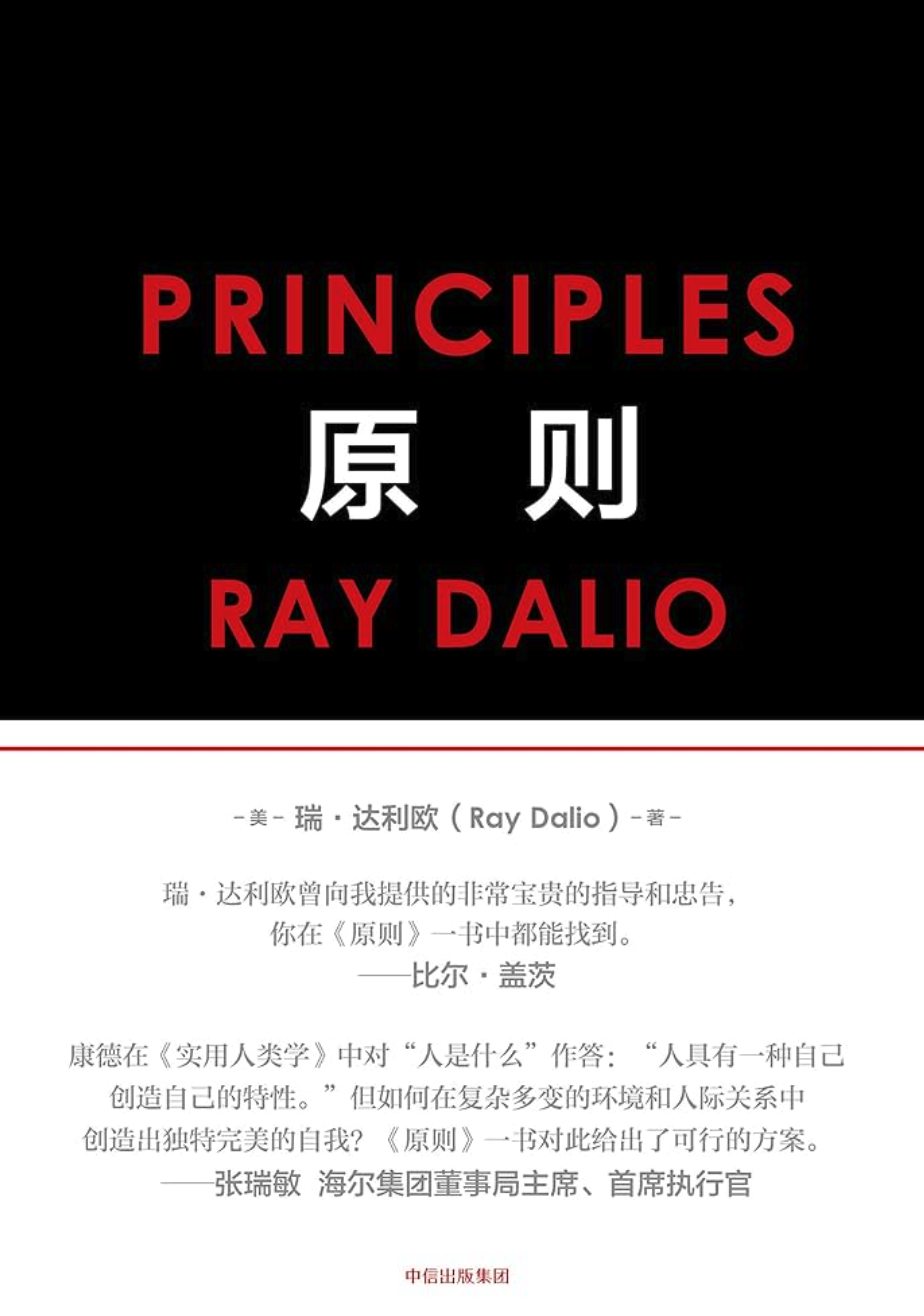 PRINCIPLES
原则
RAY DALIO
-美- 瑞·达利欧（Ray Dalio）-著-
瑞·达利欧曾向我提供的非常宝贵的指导和忠告，
你在《原则》一书中都能找到。
——比尔·盖茨
康德在《实用人类学》中对“人是什么”作答：“人具有一种自己
创造自己的特性。”但如何在复杂多变的环境和人际关系中
创造出独特完美的自我？《原则》一书对此给出了可行的方案。
——张瑞敏 海尔集团董事局主席、首席执行官
中信出版集团